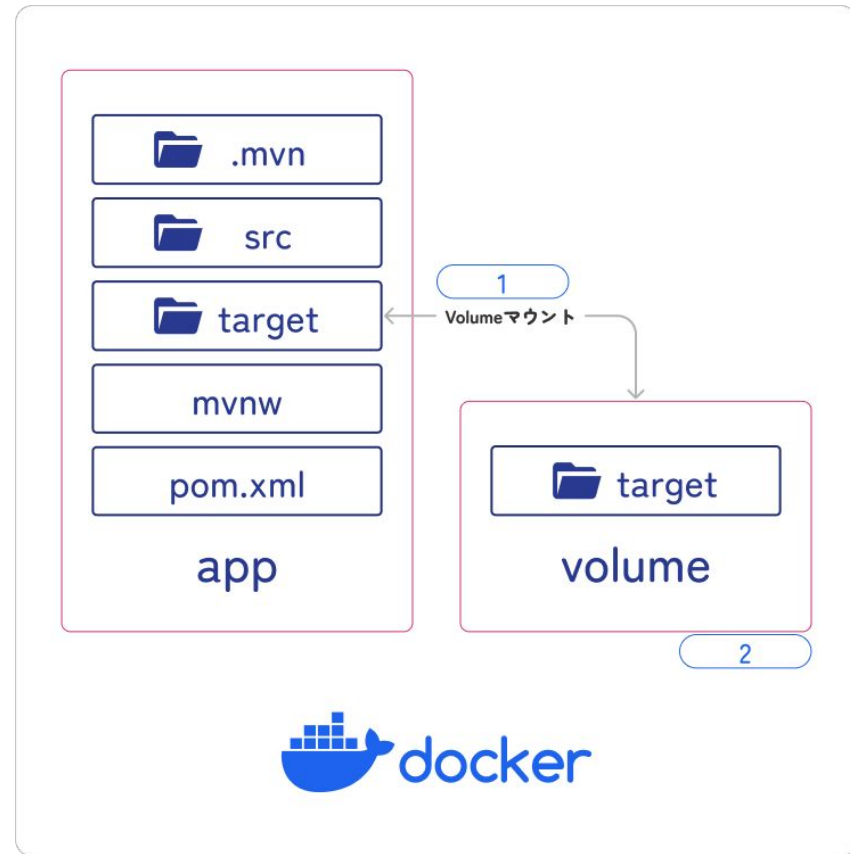 .mvn
src
target
mvnw
pom.xml
app
1
Volumeマウント
target
volume
2
docker